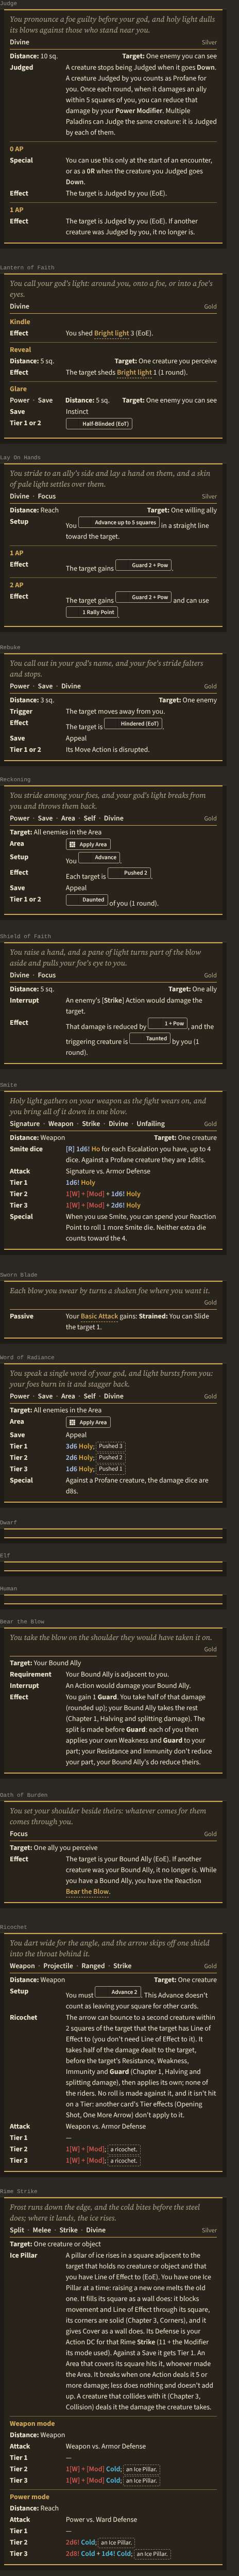 Judge
You pronounce a foe guilty before your god, and holy light dulls
its blows against those who stand near you.
Divine Silver
Distance: 10 sq. Target: One enemy you can see
Judged A creature stops being Judged when it goes Down.
A creature Judged by you counts as Profane for
you. Once each round, when it damages an ally
within 5 squares of you, you can reduce that
damage by your Power Modifier. Multiple
Paladins can Judge the same creature: it is Judged
by each of them.
0 AP
Special You can use this only at the start of an encounter,
or as a 0R when the creature you Judged goes
Down.
Effect The target is Judged by you (EoE).
1 AP
Effect The target is Judged by you (EoE). If another
creature was Judged by you, it no longer is.
Lantern of Faith
You call your god's light: around you, onto a foe, or into a foe's
eyes.
Divine Gold
Kindle
Effect You shed Bright light 3 (EoE).
Reveal
Distance: 5 sq. Target: One creature you perceive
Effect The target sheds Bright light 1 (1 round).
Glare
Power · Save Distance: 5 sq. Target: One enemy you can see
Save Instinct
Tier 1 or 2 Half-Blinded (EoT)
Lay On Hands
You stride to an ally's side and lay a hand on them, and a skin
of pale light settles over them.
Divine · Focus Silver
Distance: Reach Target: One willing ally
Setup You Advance up to 5 squares in a straight line
toward the target.
1 AP
Effect The target gains Guard 2 + Pow.
2 AP
Effect The target gains Guard 2 + Pow and can use
1 Rally Point.
Rebuke
You call out in your god's name, and your foe's stride falters
and stops.
Power · Save · Divine Gold
Distance: 3 sq. Target: One enemy
Trigger The target moves away from you.
Effect The target is Hindered (EoT).
Save Appeal
Tier 1 or 2 Its Move Action is disrupted.
Reckoning
You stride among your foes, and your god's light breaks from
you and throws them back.
Power · Save · Area · Self · Divine Gold
Target: All enemies in the Area
Area Apply Area
Setup You Advance.
Effect Each target is Pushed 2.
Save Appeal
Tier 1 or 2 Daunted of you (1 round).
Shield of Faith
You raise a hand, and a pane of light turns part of the blow
aside and pulls your foe's eye to you.
Divine · Focus Gold
Distance: 5 sq. Target: One ally
Interrupt An enemy's [Strike] Action would damage the
target.
Effect That damage is reduced by 1 + Pow, and the
triggering creature is Taunted by you (1
round).
Smite
Holy light gathers on your weapon as the fight wears on, and
you bring all of it down in one blow.
Signature · Weapon · Strike · Divine · Unfailing Gold
Distance: Weapon Target: One creature
Smite dice [R] 1d6! Ho for each Escalation you have, up to 4
dice. Against a Profane creature they are 1d8!s.
Attack Signature vs. Armor Defense
Tier 1 1d6! Holy
Tier 2 1[W] + [Mod] + 1d6! Holy
Tier 3 1[W] + [Mod] + 2d6! Holy
Special When you use Smite, you can spend your Reaction
Point to roll 1 more Smite die. Neither extra die
counts toward the 4.
Sworn Blade
Each blow you swear by turns a shaken foe where you want it.
Gold
Passive Your Basic Attack gains: Strained: You can Slide
the target 1.
Word of Radiance
You speak a single word of your god, and light bursts from you:
your foes burn in it and stagger back.
Power · Save · Area · Self · Divine Gold
Target: All enemies in the Area
Area Apply Area
Save Appeal
Tier 1 3d6 Holy; Pushed 3
Tier 2 2d6 Holy; Pushed 2
Tier 3 1d6 Holy; Pushed 1
Special Against a Profane creature, the damage dice are
d8s.
Dwarf
Elf
Human
Bear the Blow
You take the blow on the shoulder they would have taken it on.
Gold
Target: Your Bound Ally
Requirement Your Bound Ally is adjacent to you.
Interrupt An Action would damage your Bound Ally.
Effect You gain 1 Guard. You take half of that damage
(rounded up); your Bound Ally takes the rest
(Chapter 1, Halving and splitting damage). The
split is made before Guard: each of you then
applies your own Weakness and Guard to your
part; your Resistance and Immunity don't reduce
your part, your Bound Ally's do reduce theirs.
Oath of Burden
You set your shoulder beside theirs: whatever comes for them
comes through you.
Focus Gold
Target: One ally you perceive
Effect The target is your Bound Ally (EoE). If another
creature was your Bound Ally, it no longer is. While
you have a Bound Ally, you have the Reaction
Bear the Blow.
Ricochet
You dart wide for the angle, and the arrow skips off one shield
into the throat behind it.
Weapon · Projectile · Ranged · Strike Gold
Distance: Weapon Target: One creature
Setup You must Advance 2. This Advance doesn't
count as leaving your square for other cards.
Ricochet The arrow can bounce to a second creature within
2 squares of the target that the target has Line of
Effect to (you don't need Line of Effect to it). It
takes half of the damage dealt to the target,
before the target's Resistance, Weakness,
Immunity and Guard (Chapter 1, Halving and
splitting damage), then applies its own; none of
the riders. No roll is made against it, and it isn't hit
on a Tier: another card's Tier effects (Opening
Shot, One More Arrow) don't apply to it.
Attack Weapon vs. Armor Defense
Tier 1 —
Tier 2 1[W] + [Mod]; a ricochet.
Tier 3 1[W] + [Mod]; a ricochet.
Rime Strike
Frost runs down the edge, and the cold bites before the steel
does; where it lands, the ice rises.
Split · Melee · Strike · Divine Silver
Target: One creature or object
Ice Pillar A pillar of ice rises in a square adjacent to the
target that holds no creature or object and that
you have Line of Effect to (EoE). You have one Ice
Pillar at a time: raising a new one melts the old
one. It fills its square as a wall does: it blocks
movement and Line of Effect through its square,
its corners are solid (Chapter 3, Corners), and it
gives Cover as a wall does. Its Defense is your
Action DC for that Rime Strike (11 + the Modifier
its mode used). Against a Save it gets Tier 1. An
Area that covers its square hits it, whoever made
the Area. It breaks when one Action deals it 5 or
more damage; less does nothing and doesn't add
up. A creature that collides with it (Chapter 3,
Collision) deals it the damage the creature takes.
Weapon mode
Distance: Weapon
Attack Weapon vs. Armor Defense
Tier 1 —
Tier 2 1[W] + [Mod] Cold; an Ice Pillar.
Tier 3 1[W] + [Mod] Cold; an Ice Pillar.
Power mode
Distance: Reach
Attack Power vs. Ward Defense
Tier 1 —
Tier 2 2d6! Cold; an Ice Pillar.
Tier 3 2d8! Cold + 1d4! Cold; an Ice Pillar.